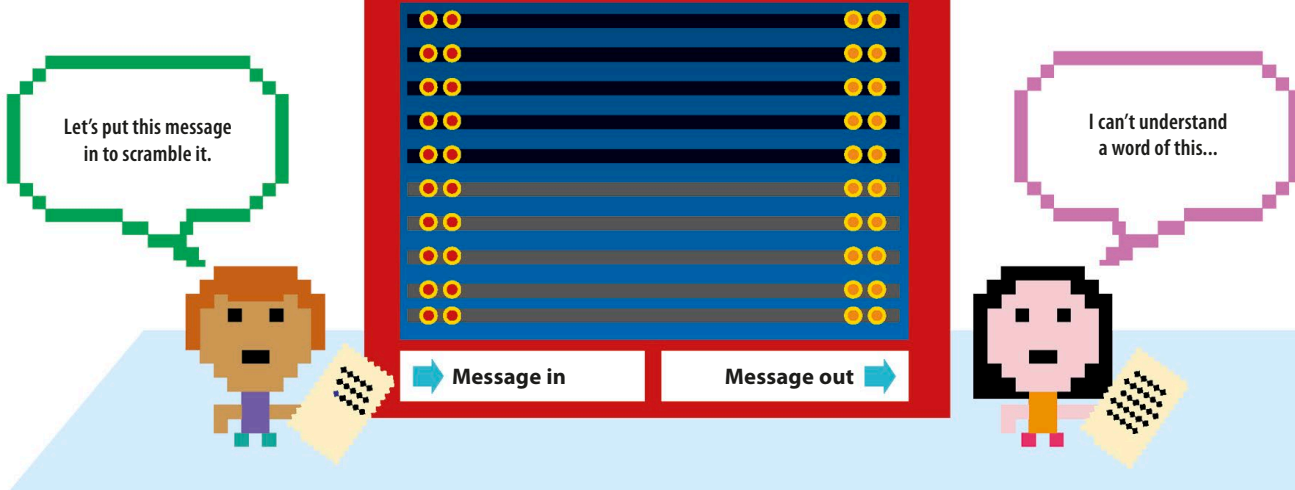 Let's put this message
in to scramble it.
I can't understand
a word of this...
Message in
Message out